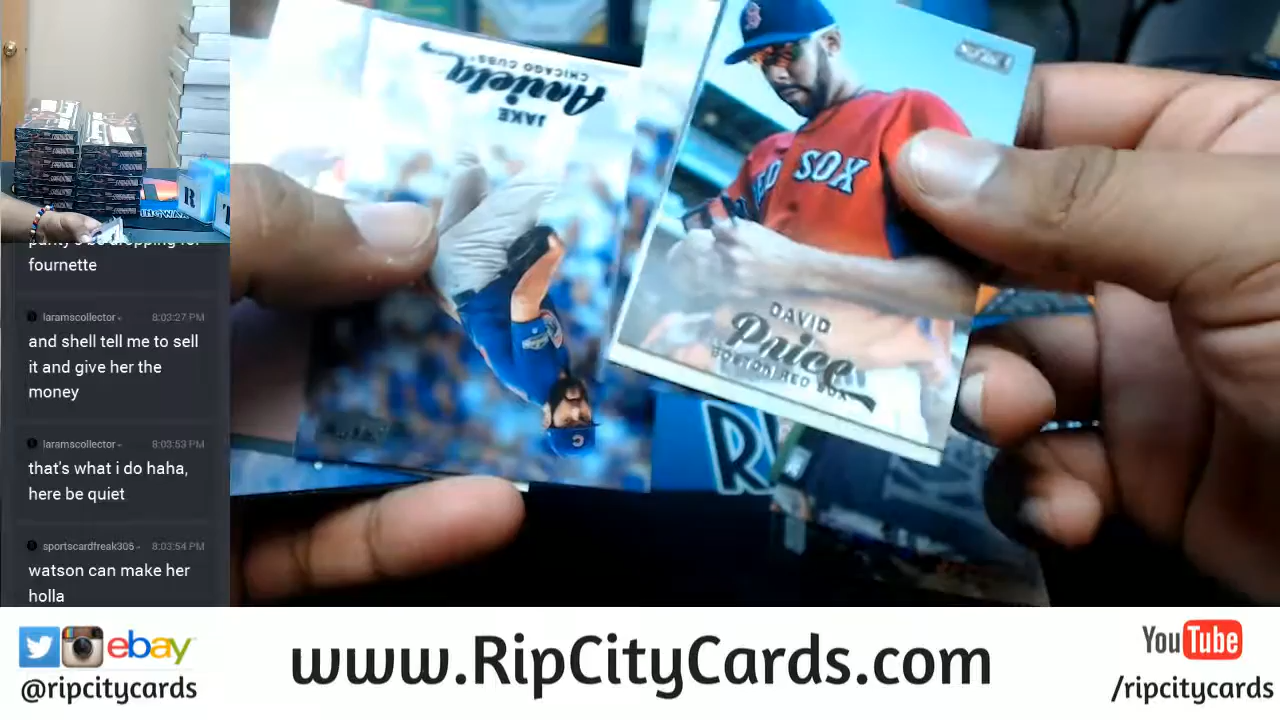 fournette
laramscollector 8:03:27 PM
and shell tell me to sell
it and give her the
money
laramscollector 8:03:53 PM
that's what i do haha,
here be quiet
sportscardfreak305 8:03:54 PM
watson can make her
holla
JAKE
Arrieta
CHICAGO CUBS
RED SOX
DAVID
Price
BOSTON RED SOX
R
ebay
@ripcitycards
www.RipCityCards.com
YouTube
/ripcitycards